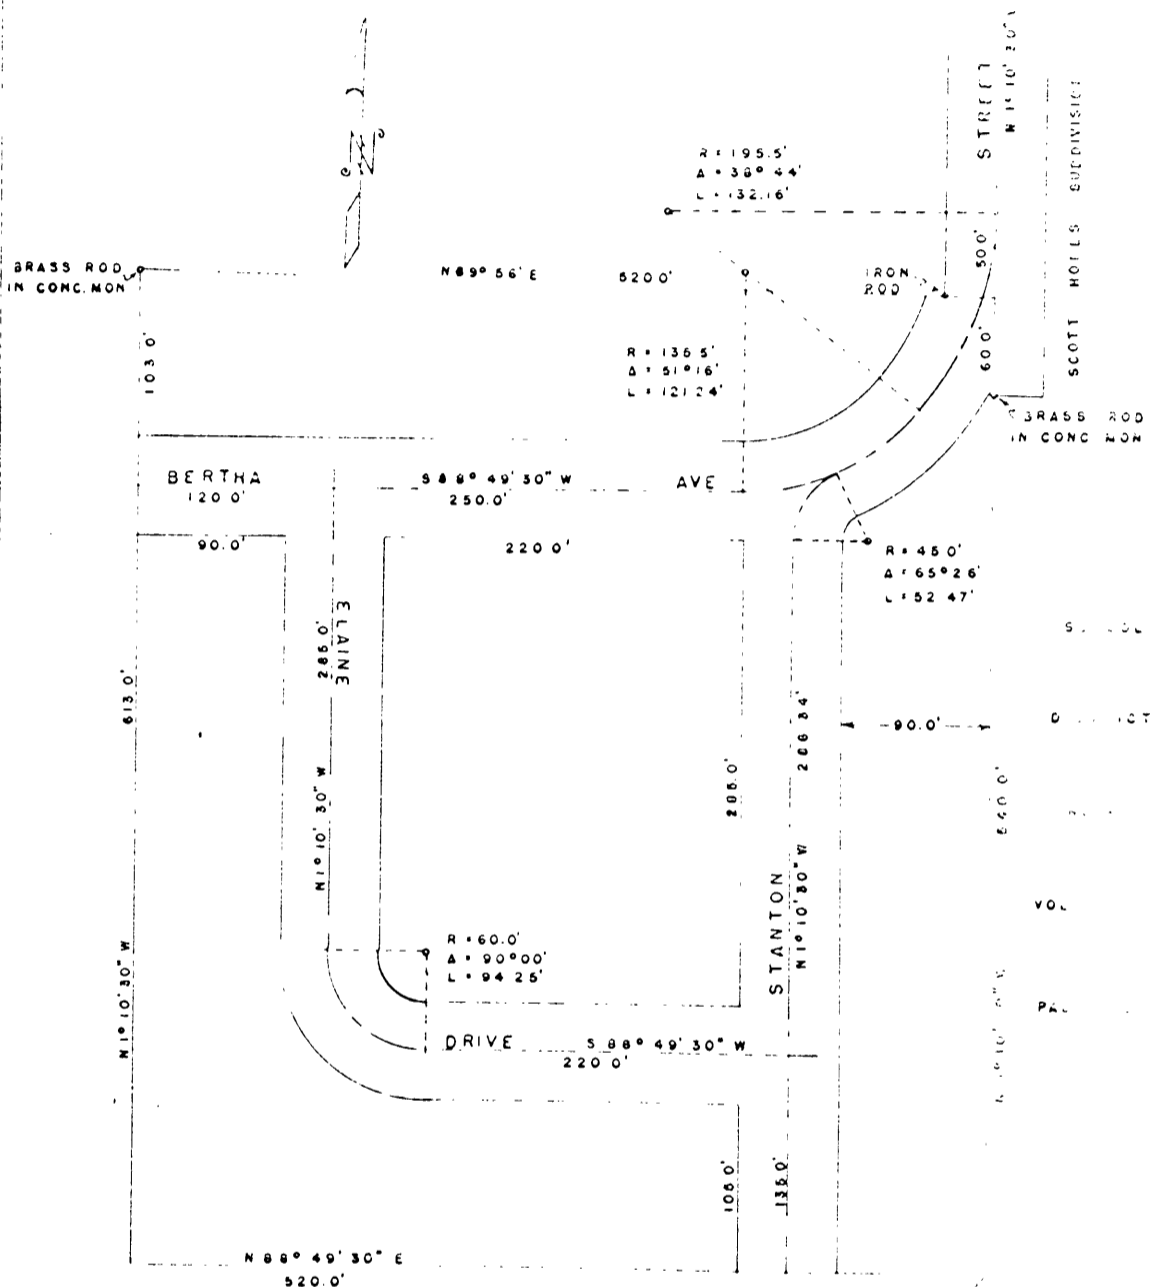 STREET
R = 195.5'
Δ = 38° 44'
L = 132.16'
SCOTT HOLLS SUBDIVISION
N
BRASS ROD
IN CONC. MON
N 89° 56' E 520 0'
IRON
ROD
50 0'
60 0'
103 0'
R = 135 5'
Δ = 51° 16'
L = 121 24'
BRASS ROD
IN CONC MON
BERTHA
120 0'
S 88° 49' 30" W
250.0'
AVE
90.0'
220 0'
R = 45 0'
Δ = 65° 26'
L = 52 47'
ELAINE
285 0'
613.0'
90.0'
206 84'
285.0'
N 1° 10' 30" W
STANTON
N 1° 10' 30" W
VOL
R = 60.0'
Δ = 90° 00'
L = 94 25'
N 1° 10' 30" W
DRIVE
S 88° 49' 30" W
220 0'
105 0'
135 0'
N 88° 49' 30" E
520.0'